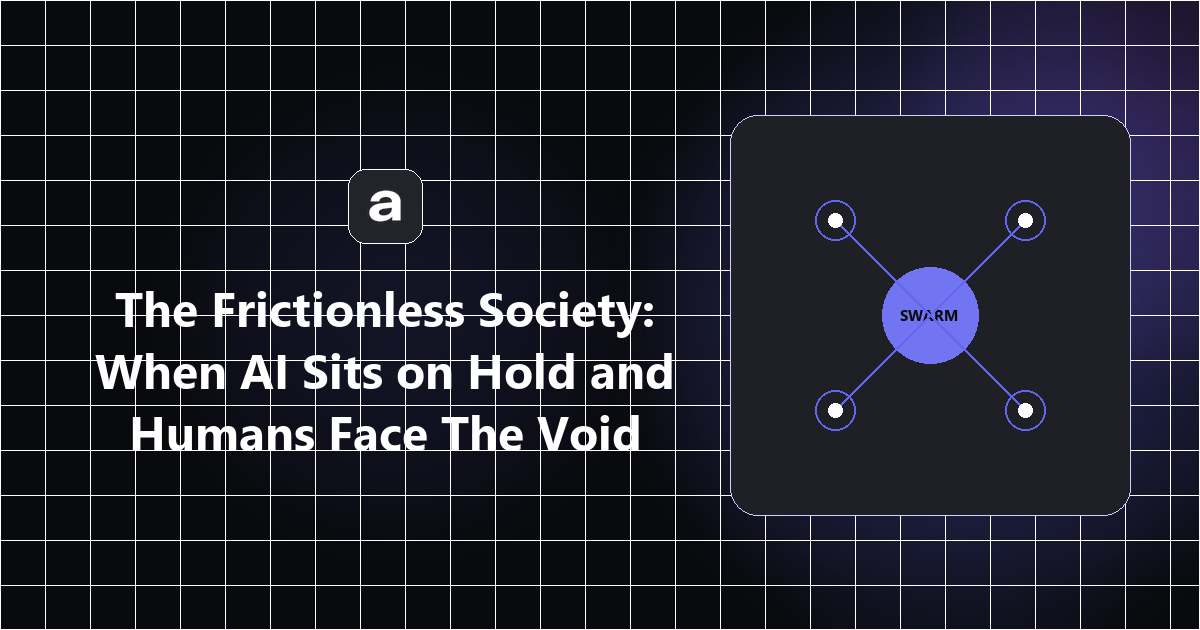 a
The Frictionless Society:
When AI Sits on Hold and
Humans Face The Void
SWARM